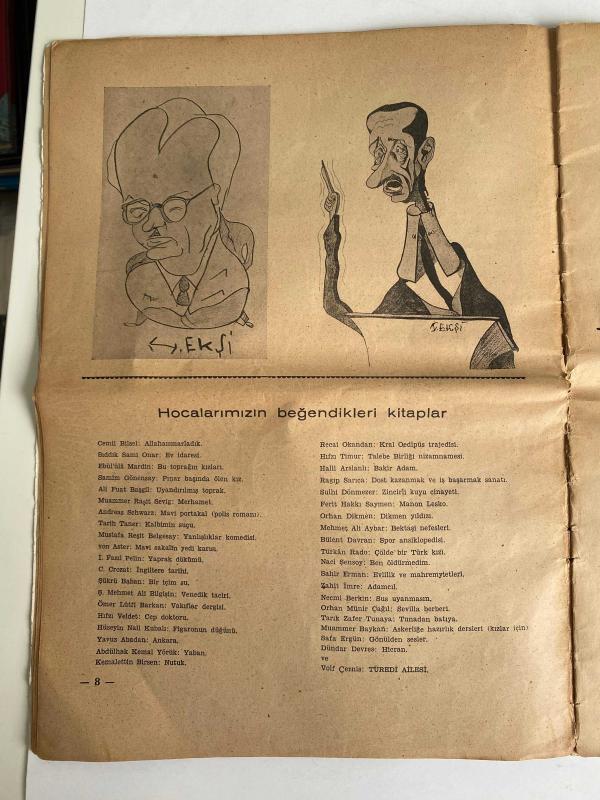 J. EKŞİ
J. EKŞİ
Hocalarımızın beğendikleri kitaplar
Cemil Bilsel: Allahaısmarladık.
Sıddık Sami Onar: Ev idaresi.
Ebül'ûlâ Mardin: Bu toprağın kızları.
Samim Gönensay: Pınar başında ölen kız.
Ali Fuat Başgil: Uyandırılmış toprak.
Muammer Raşit Sevig: Merhamet.
Andreas Schwarz: Mavi portakal (polis romanı).
Tarih Taner: Kalbimin suçu.
Mustafa Reşit Belgesay: Yanlışlıklar komedisi.
von Aster: Mavi sakalın yedi karısı.
İ. Fazıl Pelin: Yaprak dökümü.
C. Crozat: İngiltere tarihi.
Şükrü Baban: Bir içim su.
Ş. Mehmet Ali Bilgişin: Venedik taciri.
Ömer Lûtfi Barkan: Vakıflar dergisi.
Hıfzı Veldet: Cep doktoru.
Hüseyin Nail Kubalı: Figaronun düğünü.
Yavuz Abadan: Ankara.
Abdülhak Kemal Yörük: Yaban.
Kemalettin Birsen: Nutuk.
— 8 —
Recai Okandan: Kral Oedipüs trajedisi.
Hıfzı Timur: Talebe Birliği nizamnamesi.
Halil Arslanlı: Bakir Adam.
Ragıp Sarıca: Dost kazanmak ve iş başarmak sanatı.
Sulhi Dönmezer: Zincirli kuyu cinayeti.
Ferit Hakkı Saymen: Manon Lesko.
Orhan Dikmen: Dikmen yıldızı.
Mehmet Ali Aybar: Bektaşi nefesleri.
Bülent Davran: Spor ansiklopedisi.
Türkân Rado: Çölde bir Türk kızı.
Naci Şensoy: Ben öldürmedim.
Sahir Erman: Evlilik ve mahremiyetleri.
Zahit İmre: Adamcıl.
Necmi Berkin: Sus uyanmasın,
Orhan Münir Çağıl: Sevilla berberi.
Tarık Zafer Tunaya: Tunadan batıya.
Muammer Baykan: Askerliğe hazırlık dersleri (kızlar için)
Safa Ergün: Gönülden sesler.
Dündar Devres: Hicran.
ve
Volf Çernis: TÜREDİ AİLESİ.